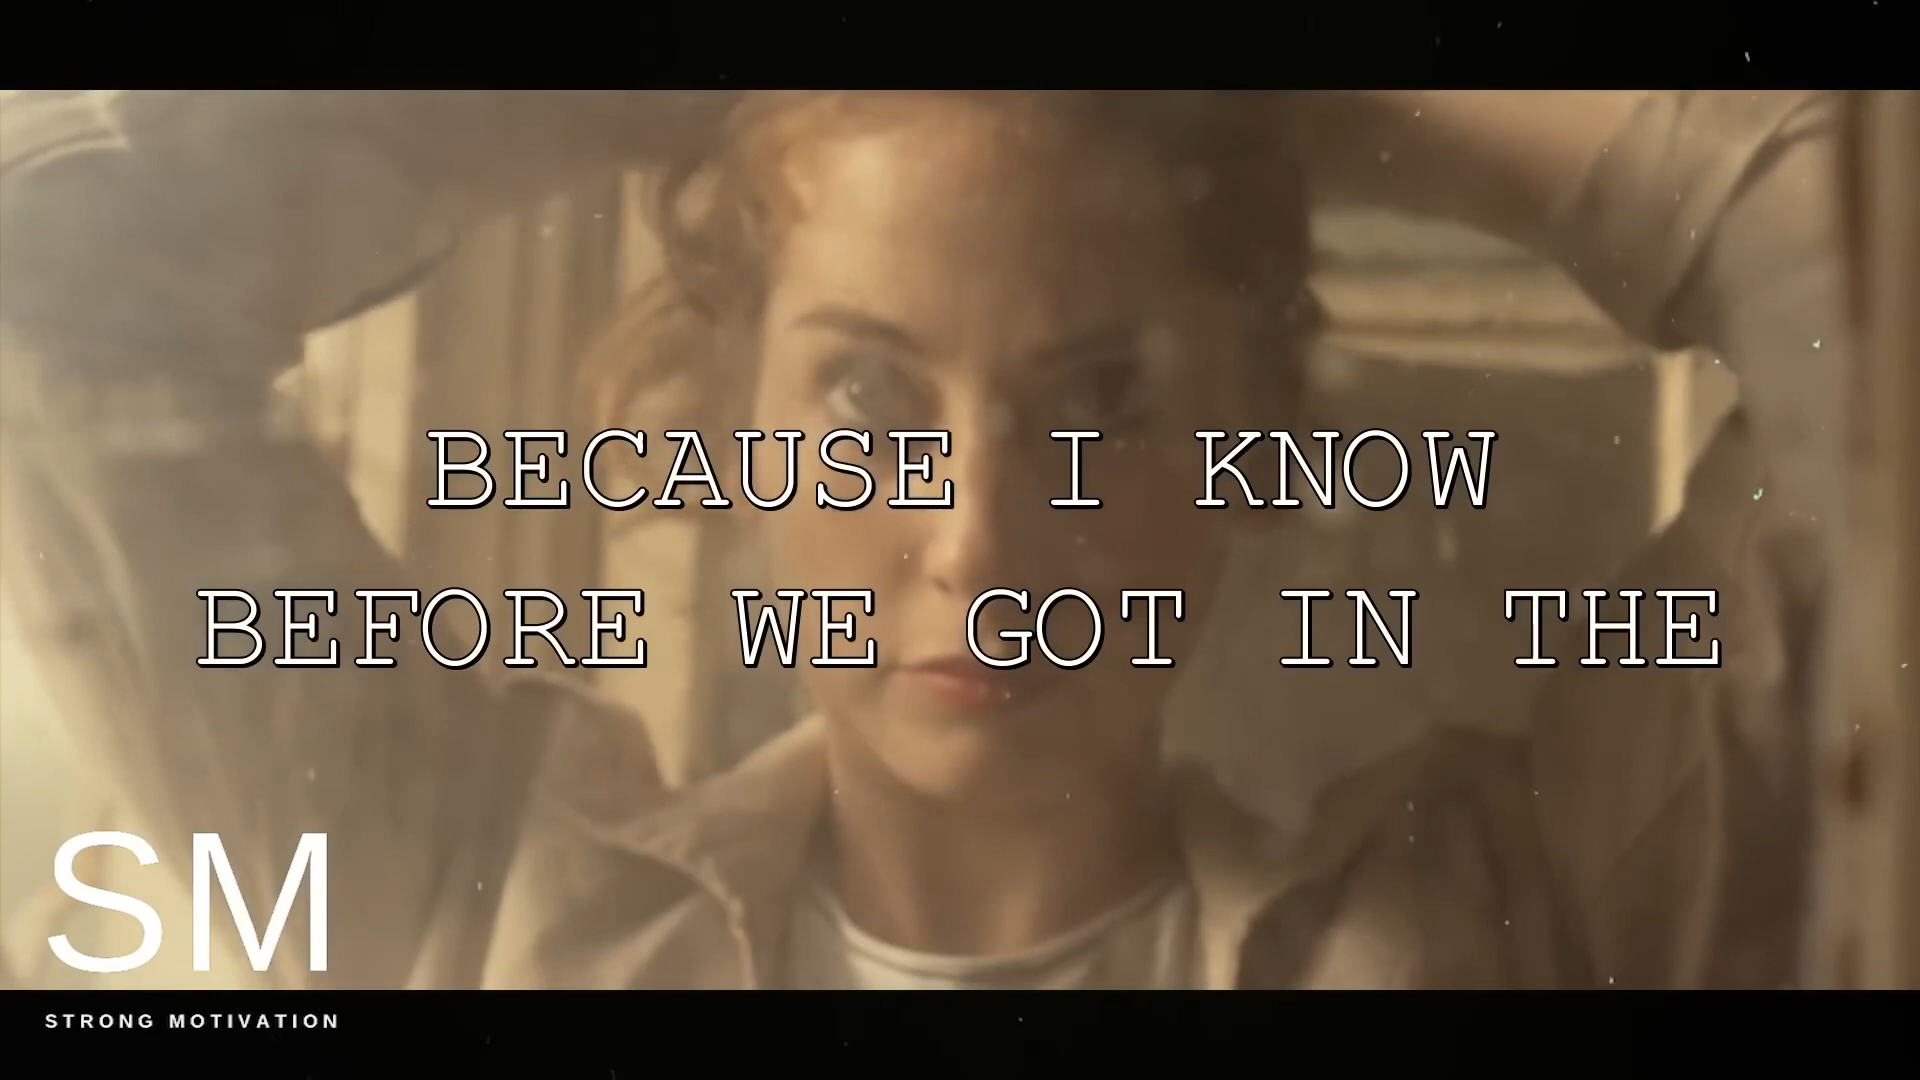 BECAUSE I KNOW
BEFORE WE GOT IN THE
SM
STRONG MOTIVATION